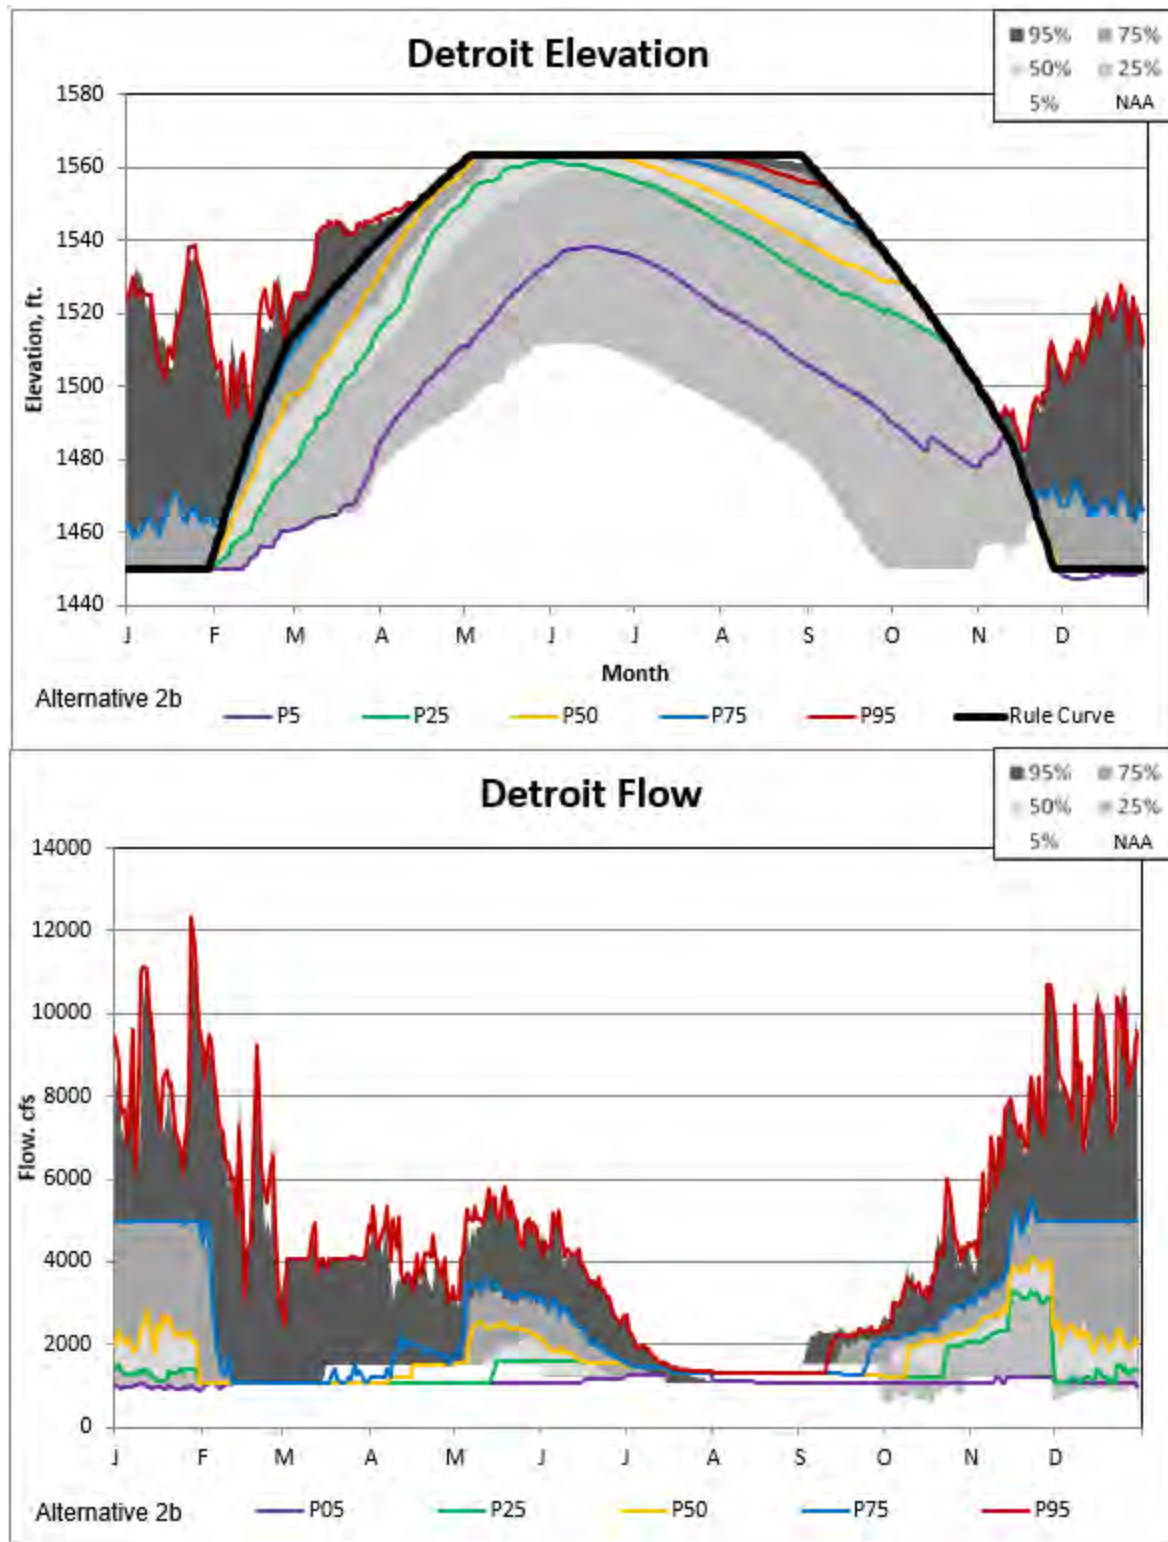 Detroit Elevation
95% 75%
50% 25%
5% NAA
1580
1560
1540
1520
1500
1480
1460
1440
Elevation, ft.
J F M A M J J A S O N D
Month
Alternative 2b
P5 P25 P50 P75 P95 Rule Curve
Detroit Flow
95% 75%
50% 25%
5% NAA
14000
12000
10000
8000
6000
4000
2000
0
Flow. cfs
J F M A M J J A S O N D
Alternative 2b
P05 P25 P50 P75 P95